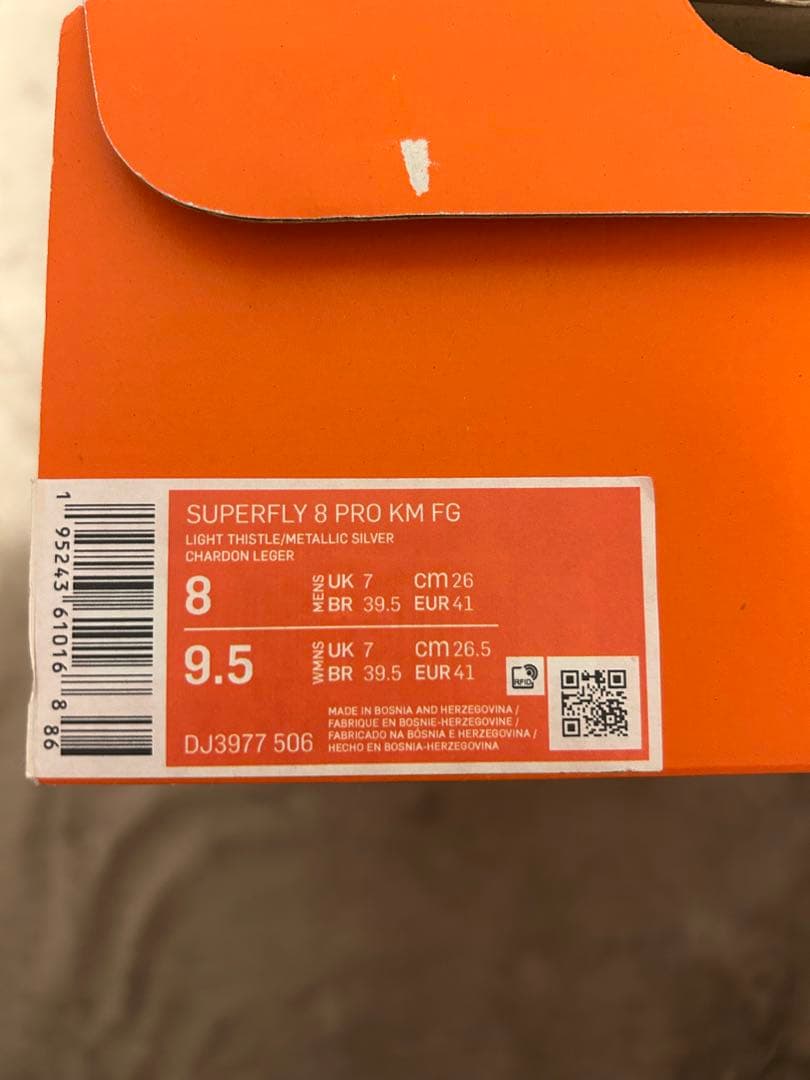 SUPERFLY 8 PRO KM FG
LIGHT THISTLE/METALLIC SILVER
CHARDON LEGER
8
MENS
UK 7 cm 26
BR 39.5 EUR 41
9.5
WMNS
UK 7 cm 26.5
BR 39.5 EUR 41
RFID
DJ3977 506
MADE IN BOSNIA AND HERZEGOVINA /
FABRIQUE EN BOSNIE-HERZEGOVINE /
FABRICADO NA BÓSNIA E HERZEGOVINA /
HECHO EN BOSNIA-HERZEGOVINA
1 95243 61016 8 86